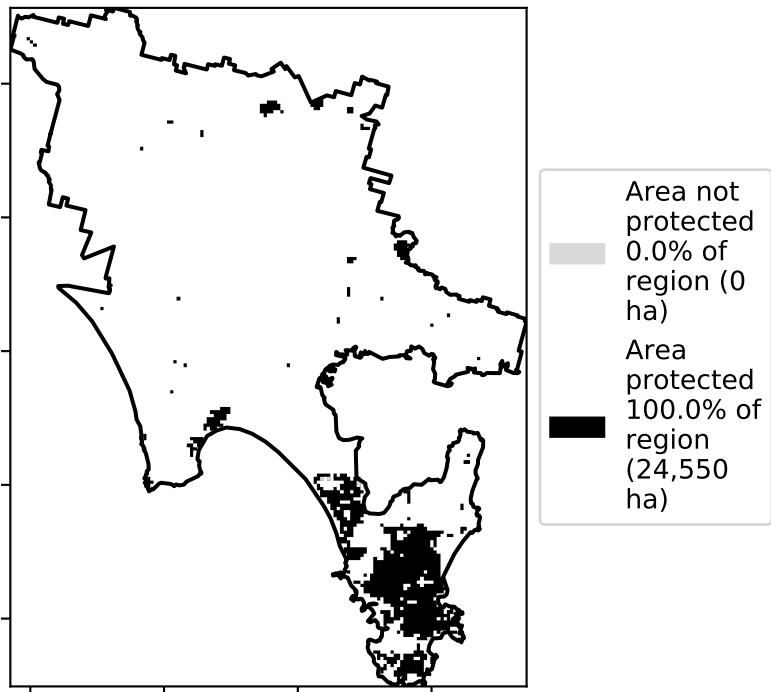 Area not
protected
0.0% of
region (0
ha)
Area
protected
100.0% of
region
(24,550
ha)